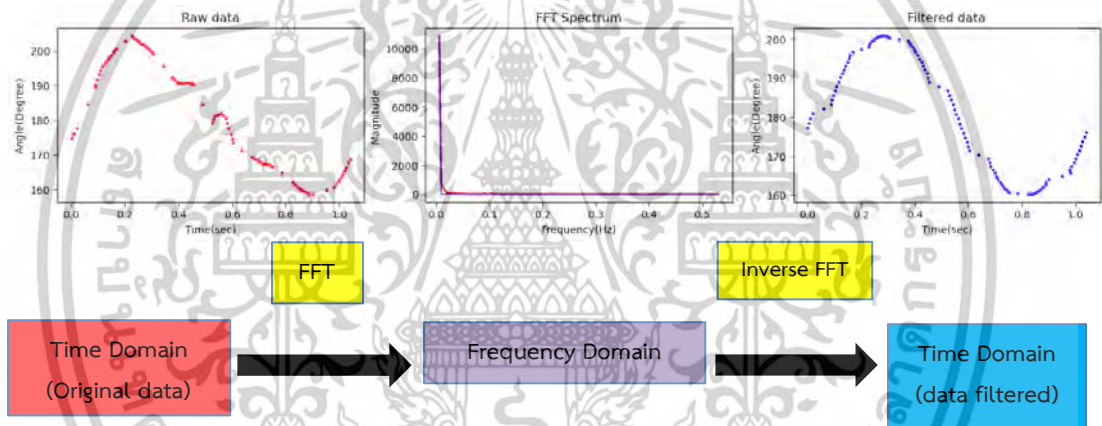 Raw data
FFT Spectrum
Filtered data
Angle(Degree)
200
190
180
170
160
0.0 0.2 0.4 0.6 0.8 1.0
Time(sec)
Magnitude
10000
8000
6000
4000
2000
0
0.0 0.1 0.2 0.3 0.4 0.5
Frequency(Hz)
Angle(Degree)
200
190
180
170
160
0.0 0.2 0.4 0.6 0.8 1.0
Time(sec)
FFT
Inverse FFT
Time Domain
(Original data)
Frequency Domain
Time Domain
(data filtered)